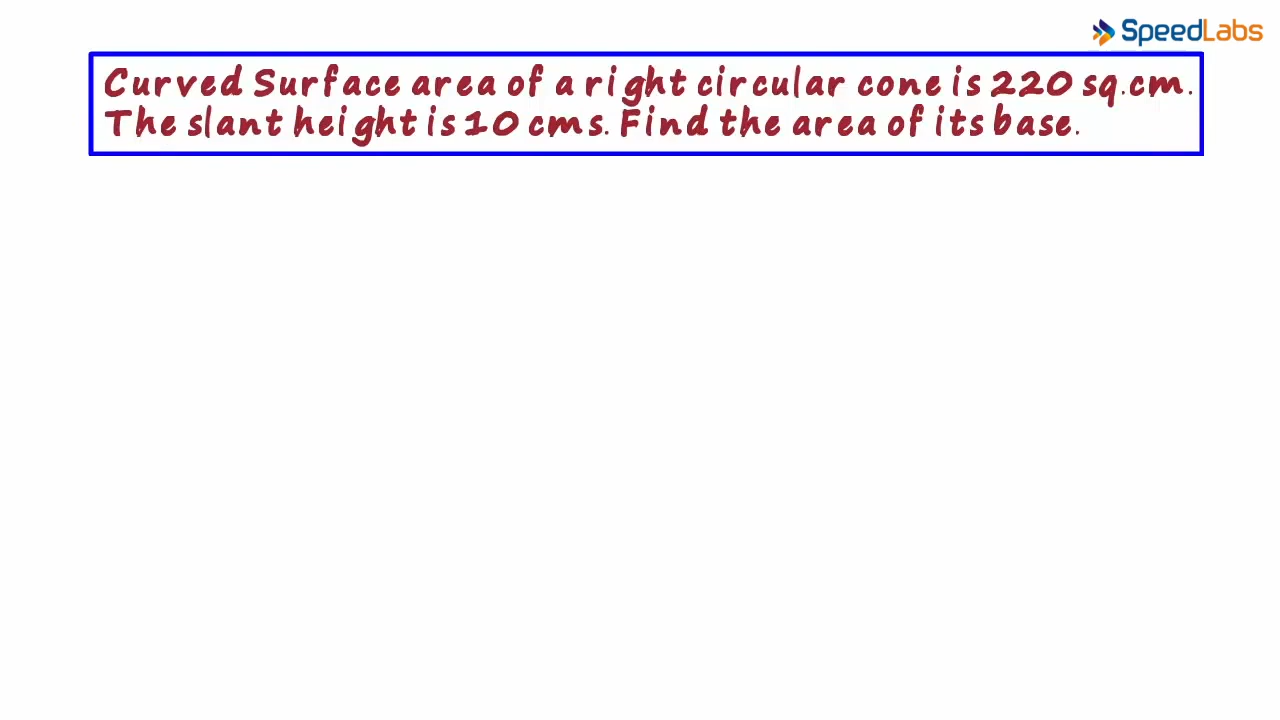 SpeedLabs
Curved Surface area of a right circular cone is 220 sq.cm.
The slant height is 10 cms. Find the area of its base.